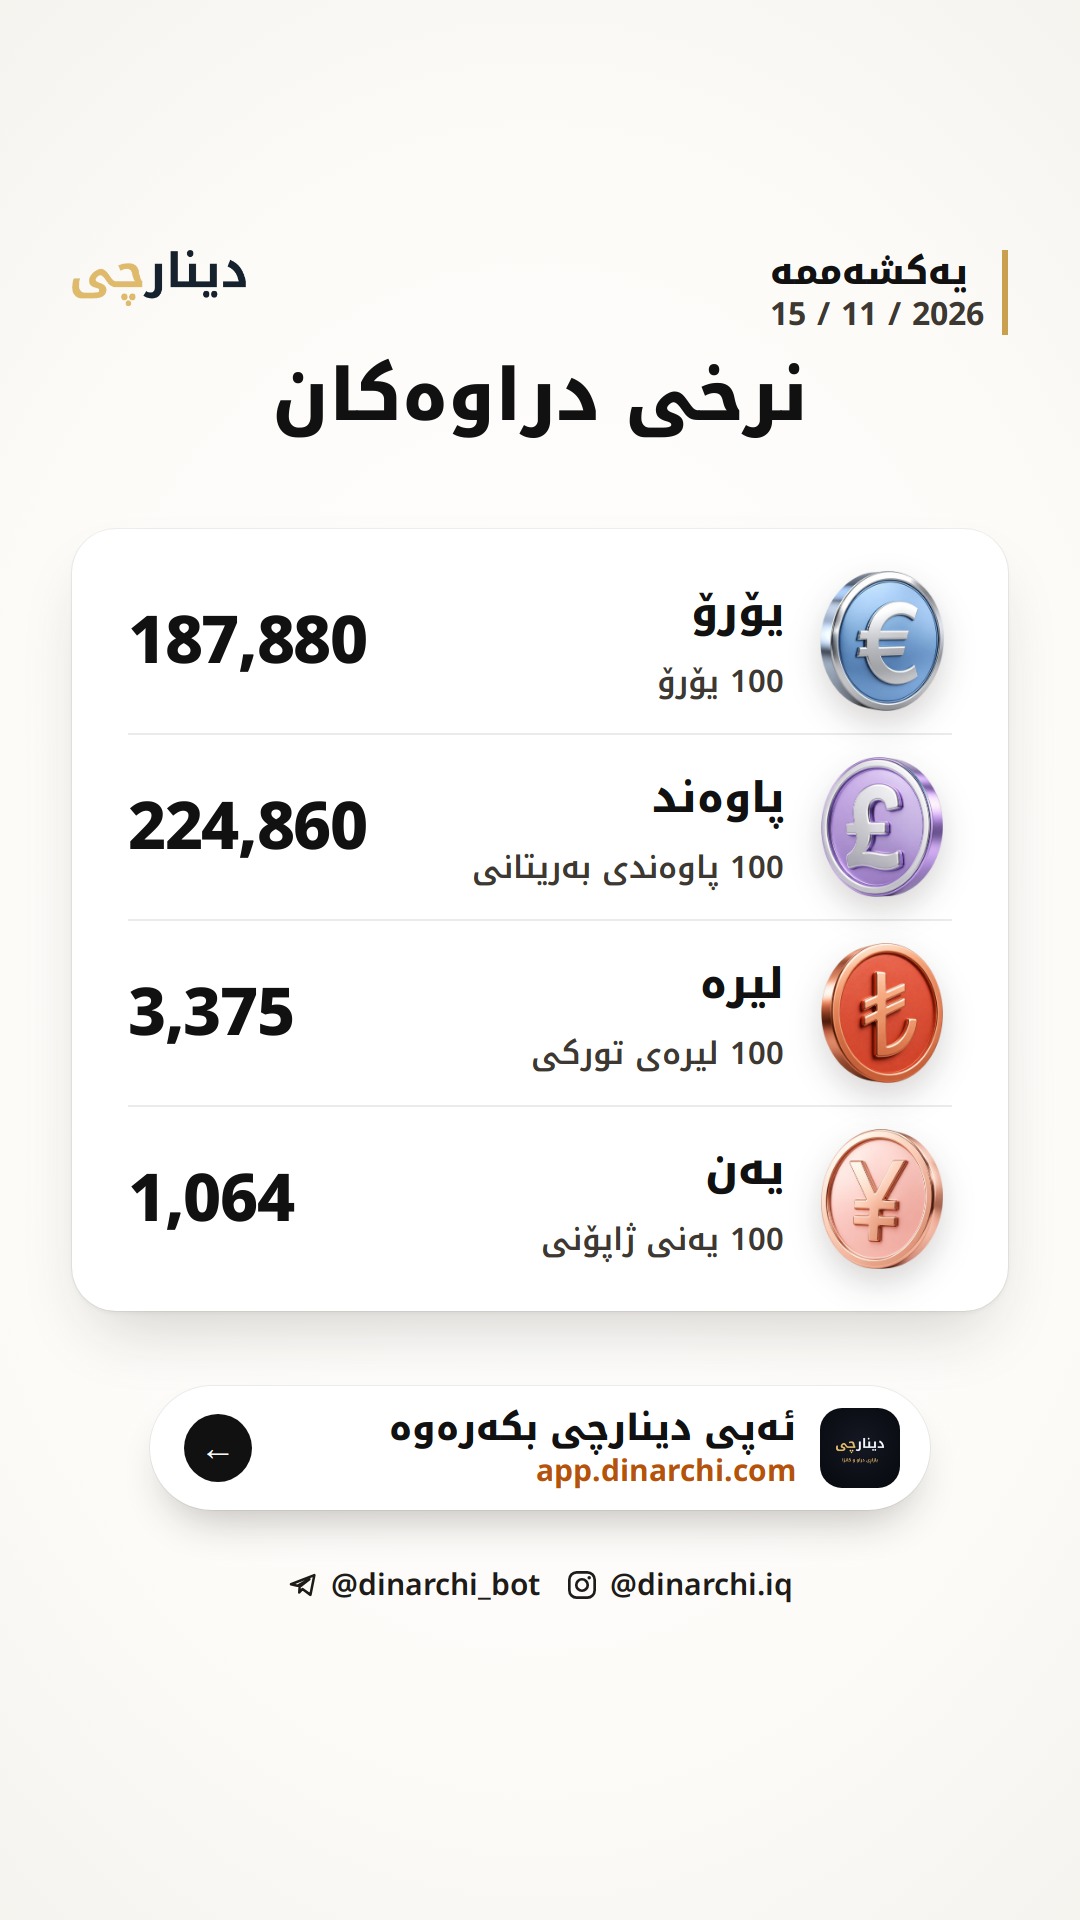 یەکشەممە
15 / 11 / 2026
دینارچی
نرخی دراوەکان
یۆرۆ
100 یۆرۆ
187,880
پاوەند
100 پاوەندی بەریتانی
224,860
لیرە
100 لیرەی تورکی
3,375
یەن
100 یەنی ژاپۆنی
1,064
دینارچی
ئەپی دینارچی بکەرەوە
app.dinarchi.com
←
@dinarchi_bot @dinarchi.iq